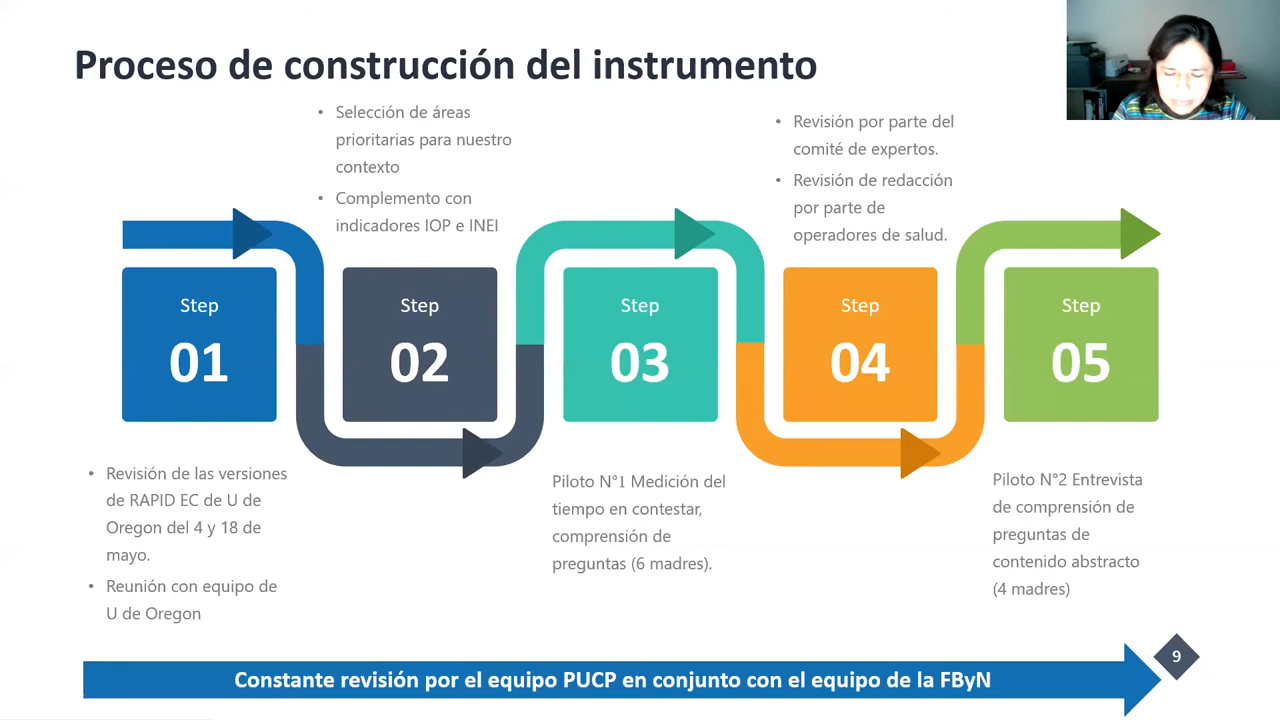 Proceso de construcción del instrumento
• Selección de áreas
prioritarias para nuestro
contexto
• Complemento con
indicadores IOP e INEI
• Revisión por parte del
comité de expertos.
• Revisión de redacción
por parte de
operadores de salud.
Step
01
Step
02
Step
03
Step
04
Step
05
• Revisión de las versiones
de RAPID EC de U de
Oregon del 4 y 18 de
mayo.
• Reunión con equipo de
U de Oregon
Piloto N°1 Medición del
tiempo en contestar,
comprensión de
preguntas (6 madres).
Piloto N°2 Entrevista
de comprensión de
preguntas de
contenido abstracto
(4 madres)
9
Constante revisión por el equipo PUCP en conjunto con el equipo de la FByN